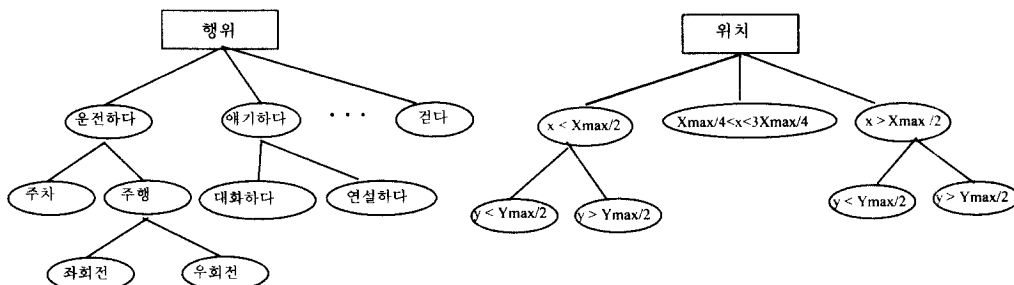 행위
운전하다
얘기하다
· · ·
걷다
주차
주행
대화하다
연설하다
좌회전
우회전
위치
x < Xmax/2
Xmax/4<x<3Xmax/4
x > Xmax /2
y < Ymax/2
y > Ymax/2
y < Ymax/2
y > Ymax/2